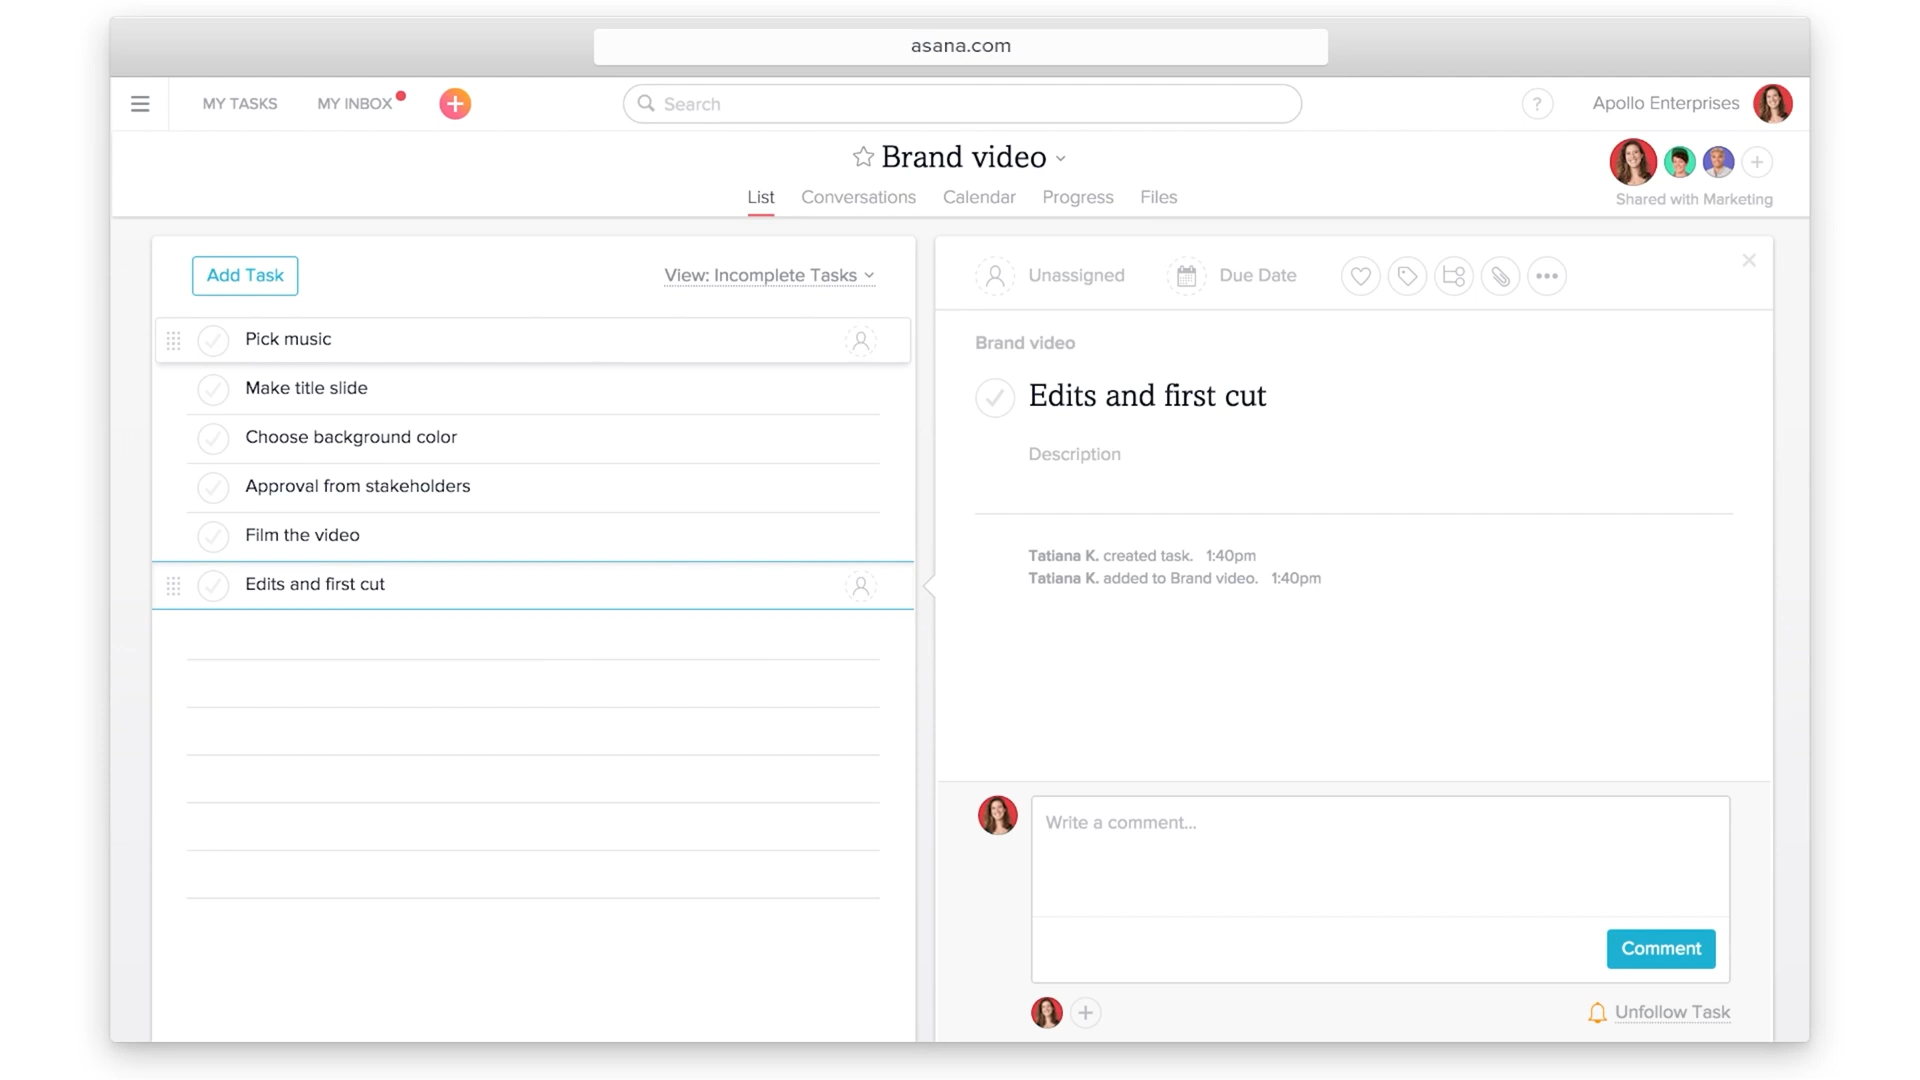 asana.com
MY TASKS
MY INBOX
Search
?
Apollo Enterprises
Brand video
List
Conversations
Calendar
Progress
Files
Shared with Marketing
Add Task
View: Incomplete Tasks
Pick music
Make title slide
Choose background color
Approval from stakeholders
Film the video
Edits and first cut
Unassigned
Due Date
Brand video
Edits and first cut
Description
Tatiana K. created task. 1:40pm
Tatiana K. added to Brand video. 1:40pm
Write a comment...
Comment
Unfollow Task